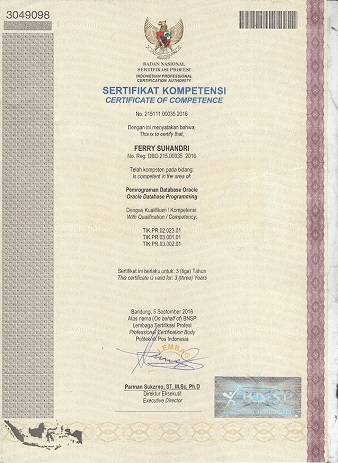 3049098
BADAN NASIONAL
SERTIFIKASI PROFESI
INDONESIAN PROFESSIONAL
CERTIFICATION AUTHORITY
SERTIFIKAT KOMPETENSI
CERTIFICATE OF COMPETENCE
No. 215111 00035 2016
Dengan ini menyatakan bahwa,
This is to certify that,
FERRY SUHANDRI
No. Reg. DBO.215.00035 2016
Telah kompeten pada bidang:
Is competent in the area of:
Pemrograman Database Oracle
Oracle Database Programming
Dengan Kualifikasi / Kompetensi:
With Qualification / Competency:
TIK.PR.02.023.01
TIK.PR.03.001.01
TIK.PR.03.002.01
Sertifikat ini berlaku untuk: 3 (tiga) Tahun
This certificate is valid for: 3 (three) Years
Bandung, 5 September 2016
Atas nama (On behalf of) BNSP
Lembaga Sertifikasi Profesi
Professional Certification Body
Politeknik Pos Indonesia
Parman Sukarno, ST, M.Sc, Ph.D
Direktur Eksekutif
Executive Director
BNSP